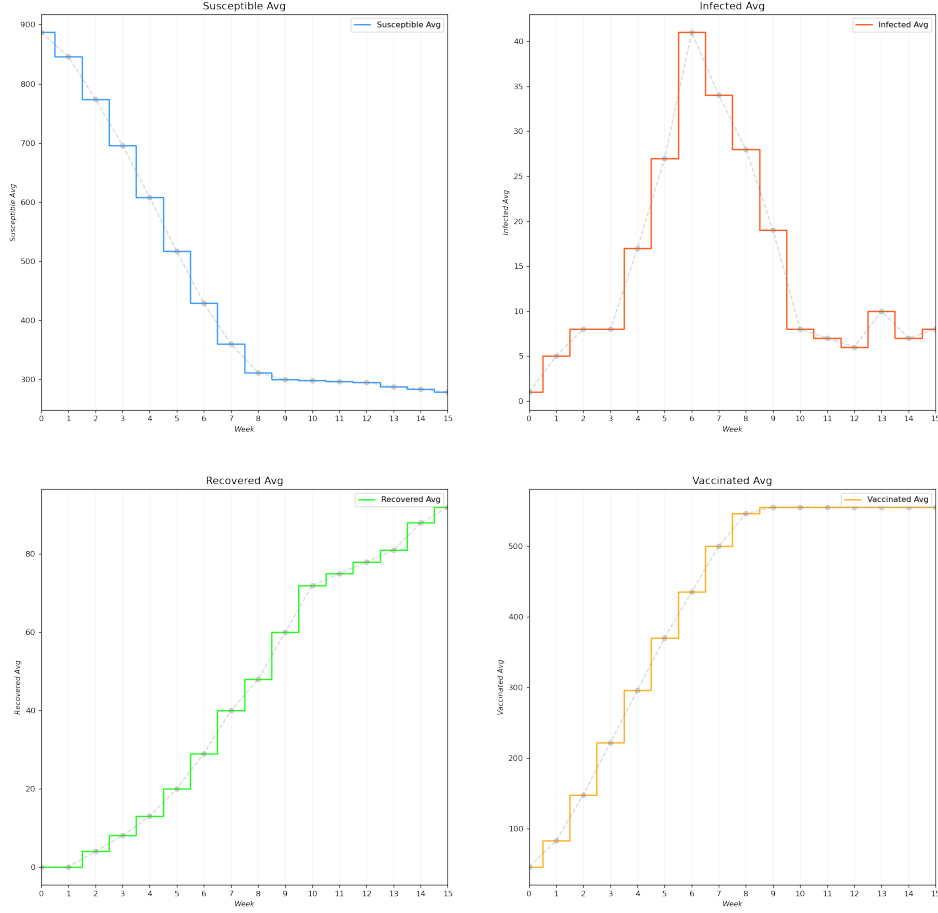 Susceptible Avg
Susceptible Avg
900
800
700
600
500
400
300
Susceptible Avg
0 1 2 3 4 5 6 7 8 9 10 11 12 13 14 15
Week
Infected Avg
Infected Avg
40
35
30
25
20
15
10
5
0
Infected Avg
0 1 2 3 4 5 6 7 8 9 10 11 12 13 14 15
Week
Recovered Avg
Recovered Avg
80
60
40
20
0
Recovered Avg
0 1 2 3 4 5 6 7 8 9 10 11 12 13 14 15
Week
Vaccinated Avg
Vaccinated Avg
500
400
300
200
100
Vaccinated Avg
0 1 2 3 4 5 6 7 8 9 10 11 12 13 14 15
Week